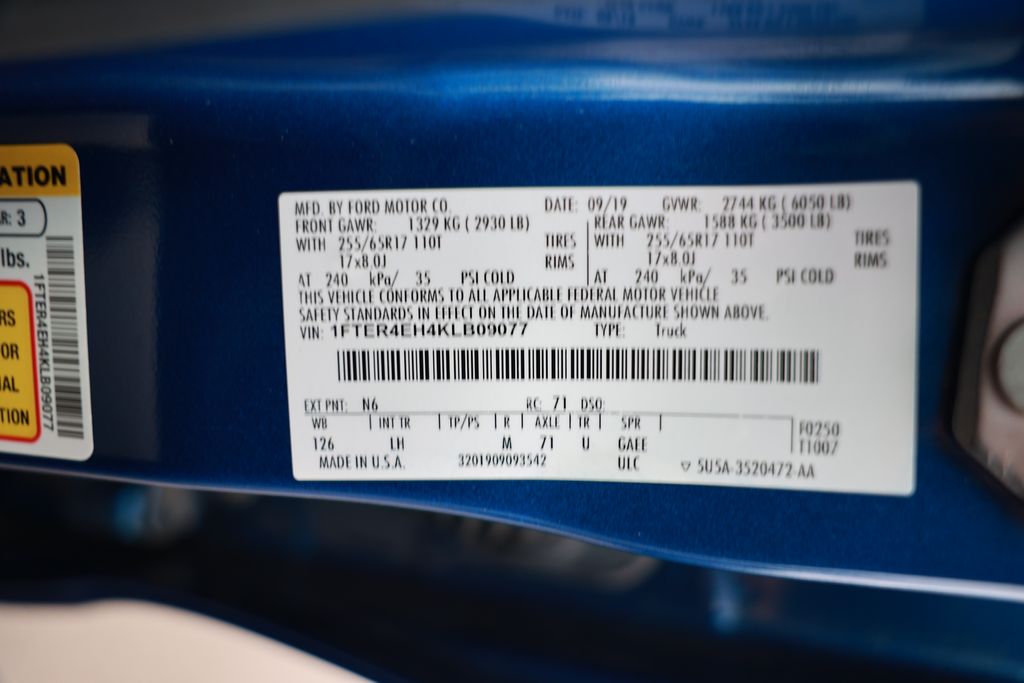 ATION
R: 3
lbs.
RS
OR
AL
TION
1FTER4EH4KLB09077
MFD. BY FORD MOTOR CO. DATE: 09/19 GVWR: 2744 KG ( 6050 LB)
FRONT GAWR: 1329 KG ( 2930 LB) REAR GAWR: 1588 KG ( 3500 LB)
WITH 255/65R17 110T TIRES WITH 255/65R17 110T TIRES
17x8.0J RIMS 17x8.0J RIMS
AT 240 kPa/ 35 PSI COLD AT 240 kPa/ 35 PSI COLD
THIS VEHICLE CONFORMS TO ALL APPLICABLE FEDERAL MOTOR VEHICLE
SAFETY STANDARDS IN EFFECT ON THE DATE OF MANUFACTURE SHOWN ABOVE.
VIN: 1FTER4EH4KLB09077 TYPE: Truck
EXT PNT: N6 RC: 71 DSO:
WB INT TR TP/PS R AXLE TR SPR F0250
126 LH M 71 U GAEE T1007
MADE IN U.S.A. 3201909093542 ULC ▽ 5U5A-3520472-AA